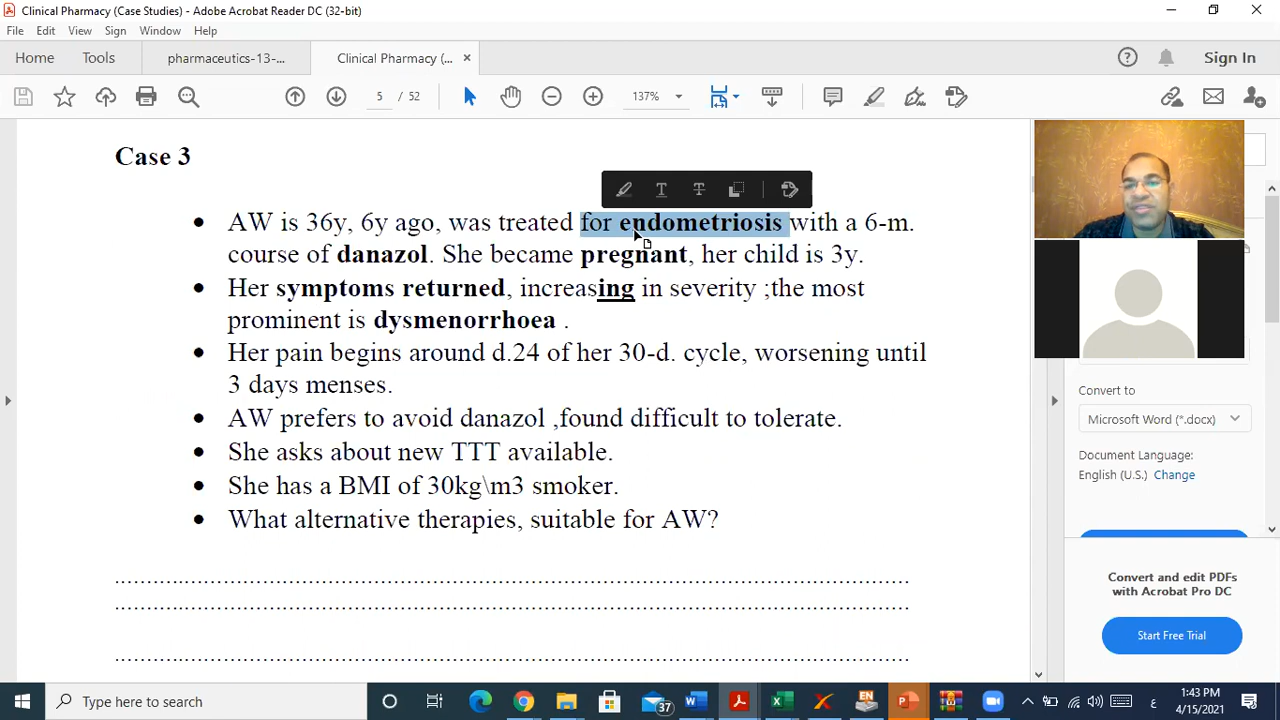 Clinical Pharmacy (Case Studies) - Adobe Acrobat Reader DC (32-bit)
File Edit View Sign Window Help
Home Tools pharmaceutics-13-... Clinical Pharmacy (... × Sign In
5 / 52 137%
Case 3
• AW is 36y, 6y ago, was treated for endometriosis with a 6-m.
course of danazol. She became pregnant, her child is 3y.
• Her symptoms returned, increasing in severity ;the most
prominent is dysmenorrhoea .
• Her pain begins around d.24 of her 30-d. cycle, worsening until
3 days menses.
• AW prefers to avoid danazol ,found difficult to tolerate.
• She asks about new TTT available.
• She has a BMI of 30kg\m3 smoker.
• What alternative therapies, suitable for AW?
Convert to
Microsoft Word (*.docx)
Document Language:
English (U.S.) Change
Convert and edit PDFs
with Acrobat Pro DC
Start Free Trial
Type here to search
37
EN
ع
1:43 PM
4/15/2021